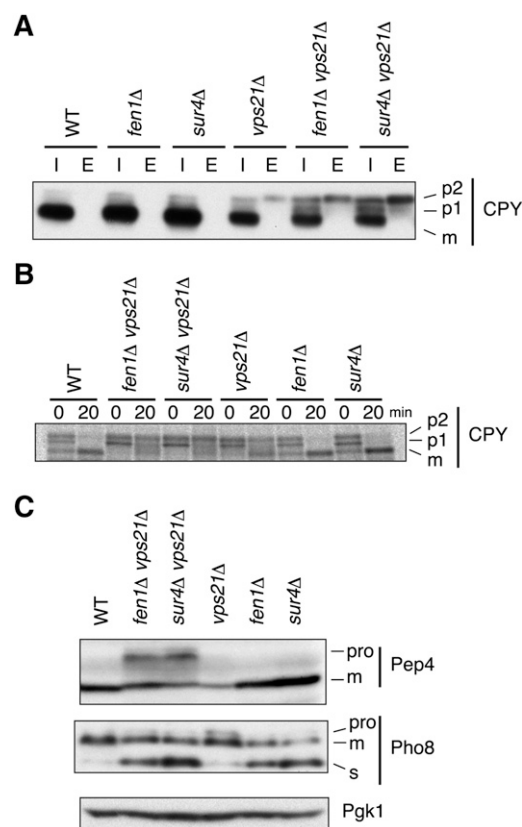 A
WT fen1Δ sur4Δ vps21Δ fen1Δ vps21Δ sur4Δ vps21Δ
I E I E I E I E I E I E
p2
p1 CPY
m
B
WT fen1Δ vps21Δ sur4Δ vps21Δ vps21Δ fen1Δ sur4Δ
0 20 0 20 0 20 0 20 0 20 0 20 min
p2
p1 CPY
m
C
WT fen1Δ vps21Δ sur4Δ vps21Δ vps21Δ fen1Δ sur4Δ
pro
Pep4
m
pro
m Pho8
s
Pgk1